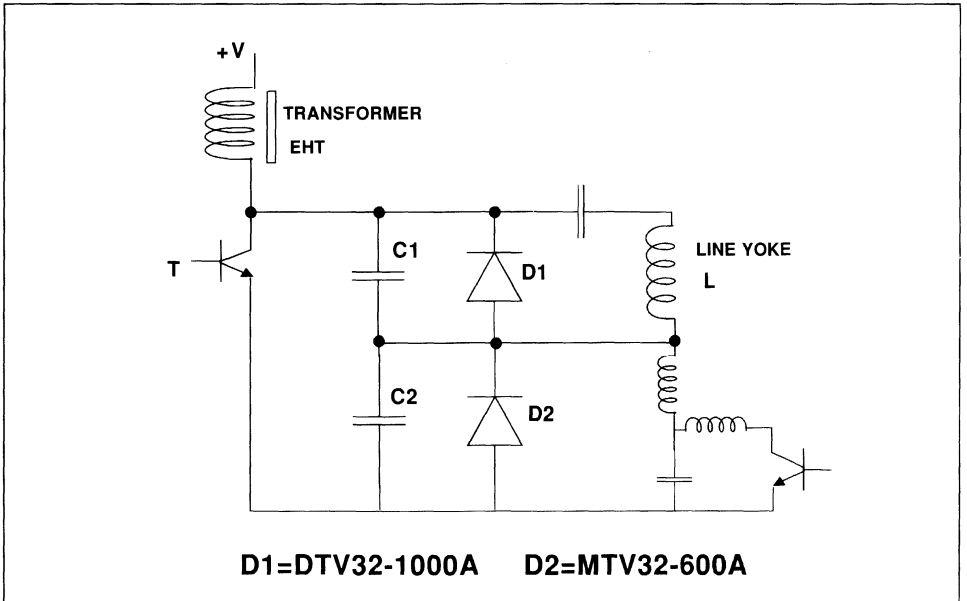 +V
TRANSFORMER
EHT
C1
D1
LINE YOKE
L
T
C2
D2
D1=DTV32-1000A D2=MTV32-600A